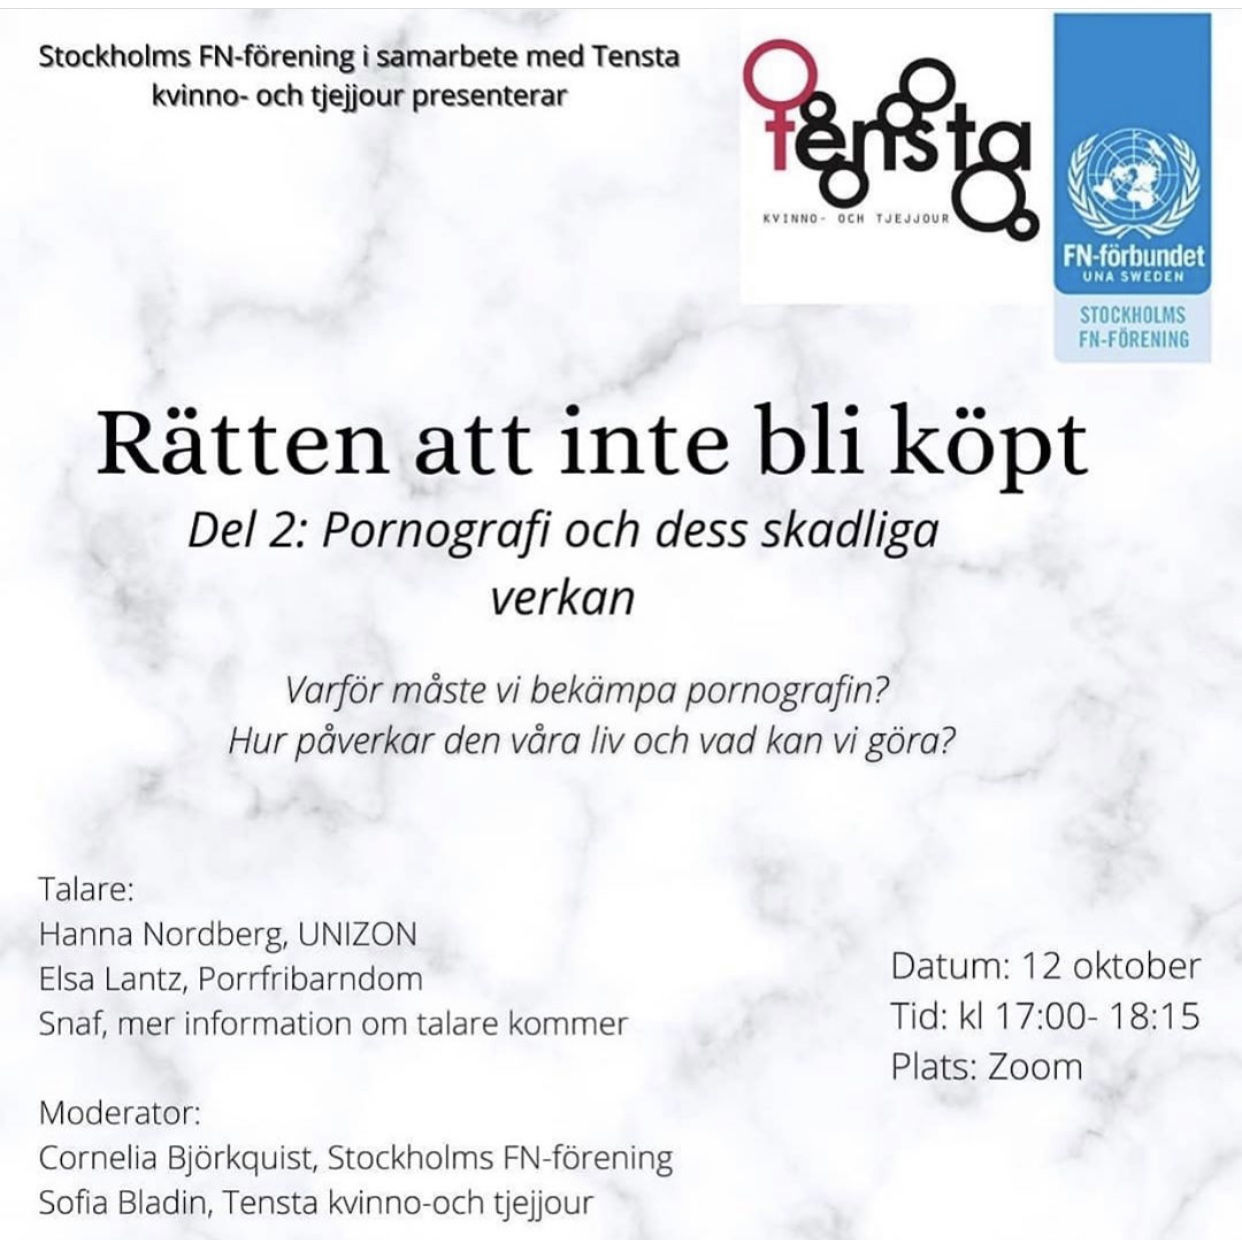 Stockholms FN-förening i samarbete med Tensta
kvinno- och tjejjour presenterar
tensta
KVINNO- OCH TJEJJOUR
FN-förbundet
UNA SWEDEN
STOCKHOLMS
FN-FÖRENING
Rätten att inte bli köpt
Del 2: Pornografi och dess skadliga
verkan
Varför måste vi bekämpa pornografin?
Hur påverkar den våra liv och vad kan vi göra?
Talare:
Hanna Nordberg, UNIZON
Elsa Lantz, Porrfribarndom
Snaf, mer information om talare kommer
Datum: 12 oktober
Tid: kl 17:00- 18:15
Plats: Zoom
Moderator:
Cornelia Björkquist, Stockholms FN-förening
Sofia Bladin, Tensta kvinno-och tjejjour